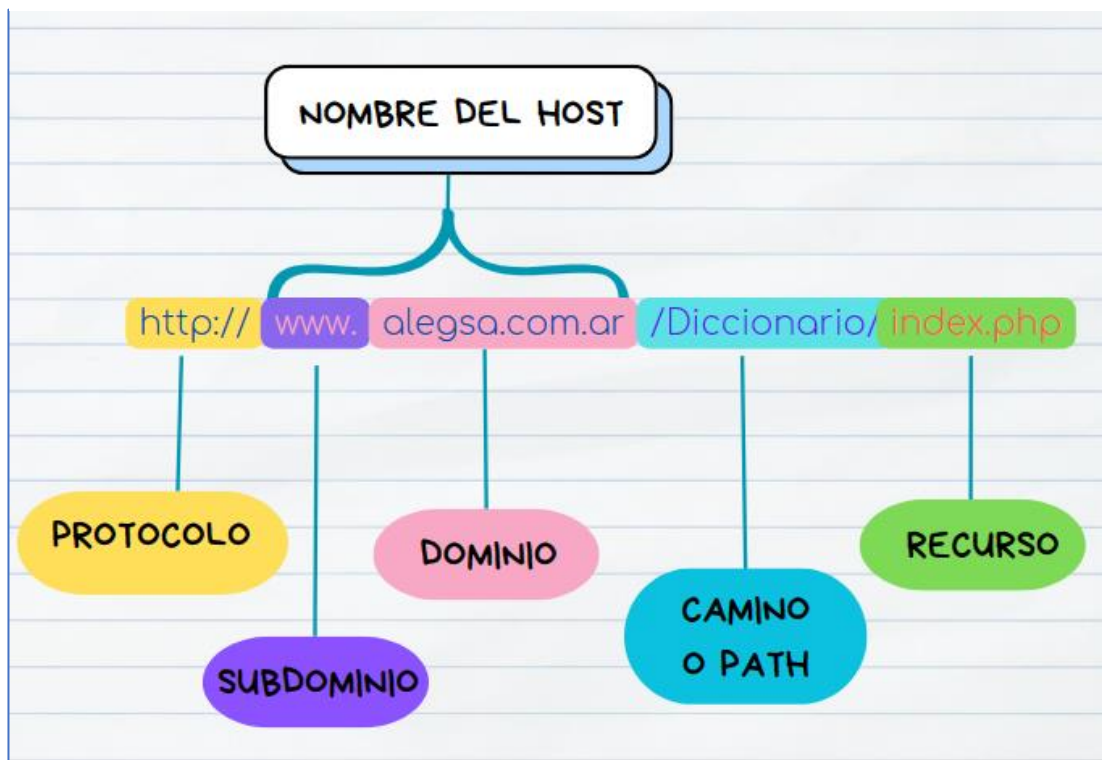 NOMBRE DEL HOST
http:// www. alegsa.com.ar /Diccionario/ index.php
PROTOCOLO
DOMINIO
RECURSO
CAMINO
O PATH
SUBDOMINIO